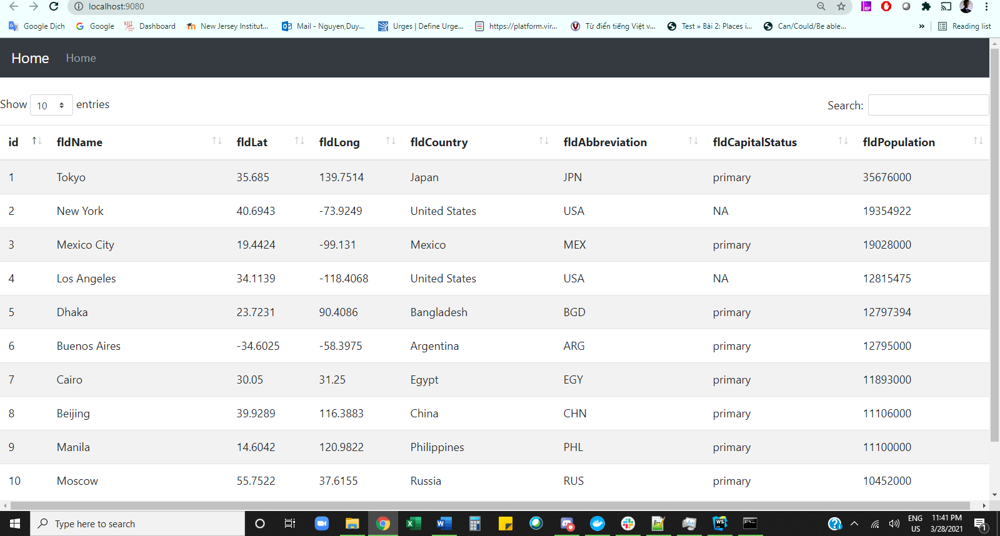 localhost:9080
Google Dịch Google Dashboard New Jersey Institut... Mail - Nguyen,Duy... Urges | Define Urge... https://platform.vir... Từ điển tiếng Việt v... Test » Bài 2: Places i... Can/Could/Be able... » Reading list
Home Home
Show 10 entries Search:
id fldName fldLat fldLong fldCountry fldAbbreviation fldCapitalStatus fldPopulation
1 Tokyo 35.685 139.7514 Japan JPN primary 35676000
2 New York 40.6943 -73.9249 United States USA NA 19354922
3 Mexico City 19.4424 -99.131 Mexico MEX primary 19028000
4 Los Angeles 34.1139 -118.4068 United States USA NA 12815475
5 Dhaka 23.7231 90.4086 Bangladesh BGD primary 12797394
6 Buenos Aires -34.6025 -58.3975 Argentina ARG primary 12795000
7 Cairo 30.05 31.25 Egypt EGY primary 11893000
8 Beijing 39.9289 116.3883 China CHN primary 11106000
9 Manila 14.6042 120.9822 Philippines PHL primary 11100000
10 Moscow 55.7522 37.6155 Russia RUS primary 10452000
Type here to search
ENG 11:41 PM
US 3/28/2021 1